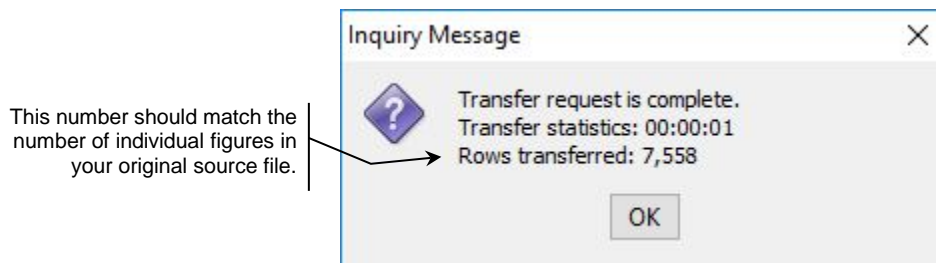 Inquiry Message
This number should match the
number of individual figures in
your original source file.
Transfer request is complete.
Transfer statistics: 00:00:01
Rows transferred: 7,558
OK